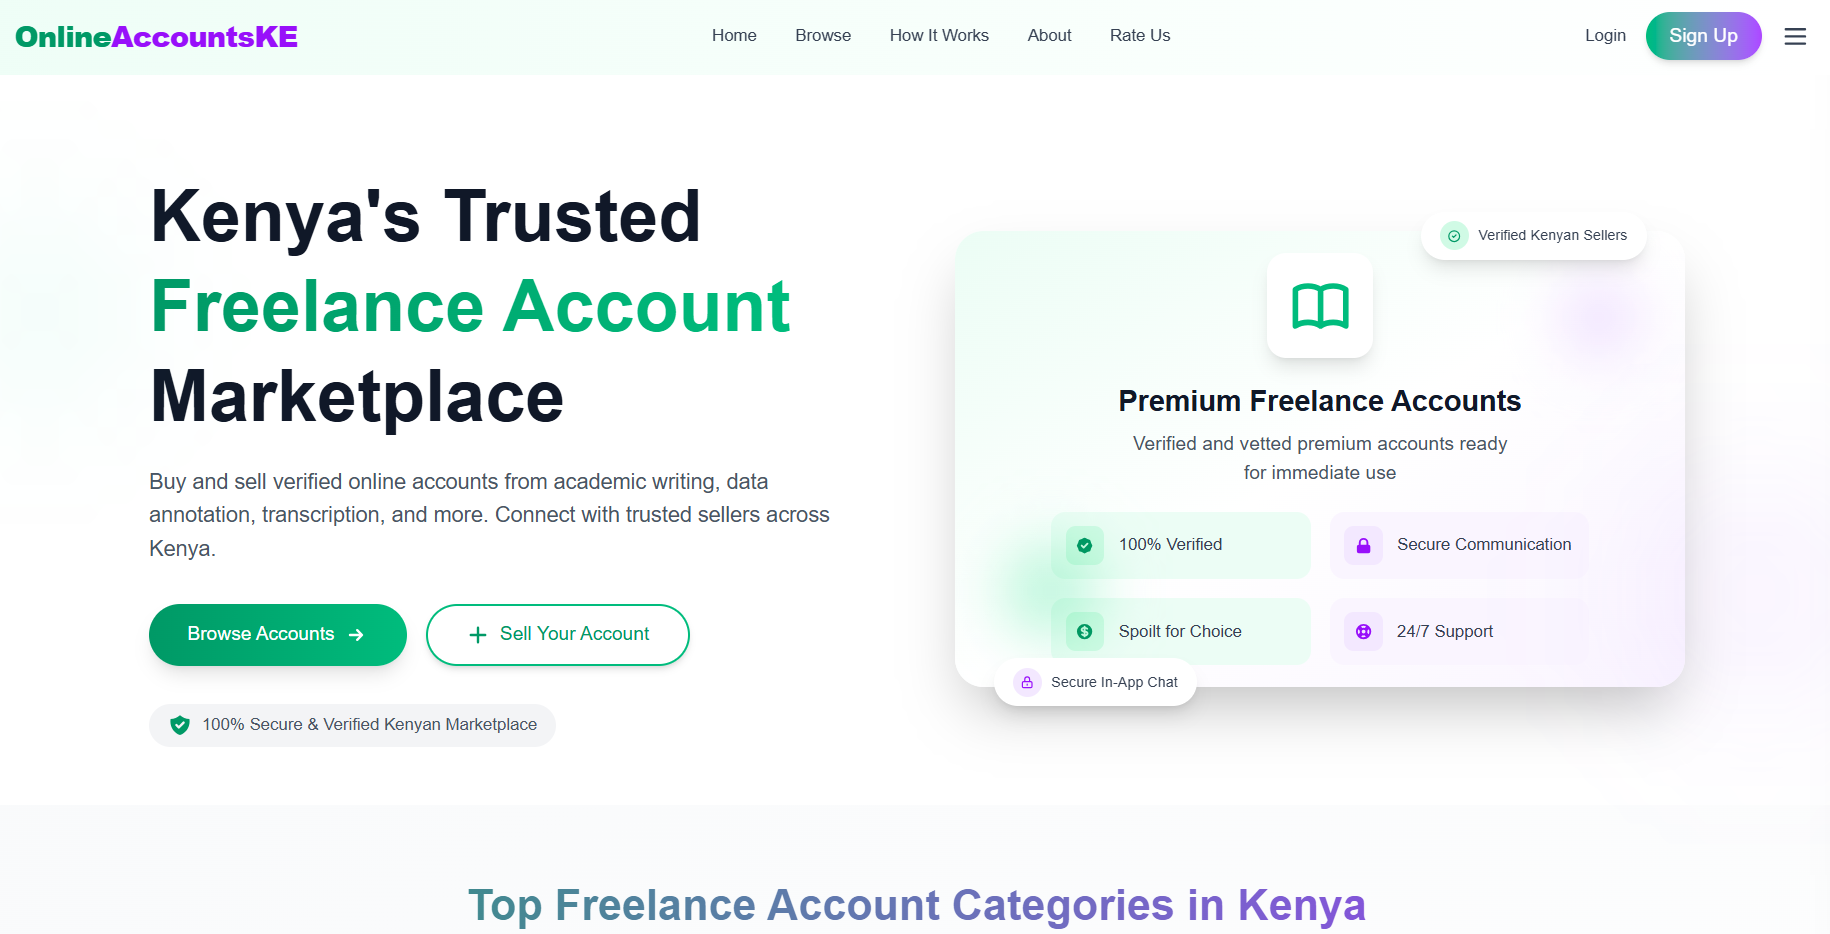 OnlineAccountsKE
Home Browse How It Works About Rate Us
Login Sign Up
Kenya's Trusted
Freelance Account
Marketplace
Buy and sell verified online accounts from academic writing, data
annotation, transcription, and more. Connect with trusted sellers across
Kenya.
Browse Accounts
Sell Your Account
100% Secure & Verified Kenyan Marketplace
Verified Kenyan Sellers
Premium Freelance Accounts
Verified and vetted premium accounts ready
for immediate use
100% Verified
Secure Communication
Spoilt for Choice
24/7 Support
Secure In-App Chat
Top Freelance Account Categories in Kenya